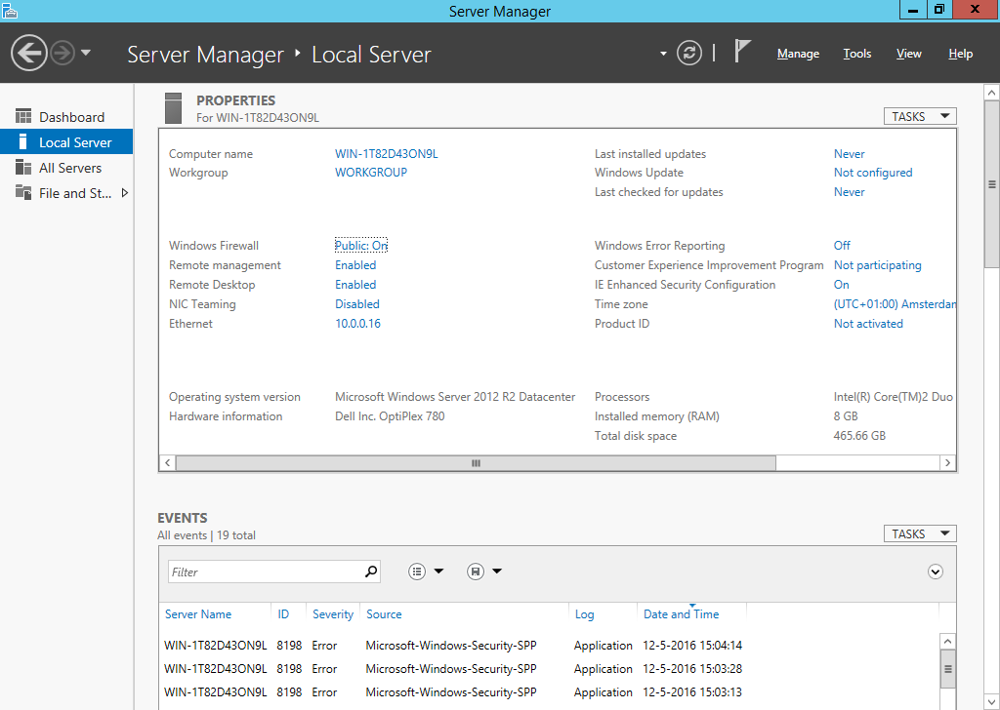 Server Manager
Server Manager • Local Server
Manage Tools View Help
Dashboard
Local Server
All Servers
File and St...
PROPERTIES
For WIN-1T82D43ON9L
TASKS
Computer name WIN-1T82D43ON9L Last installed updates Never
Workgroup WORKGROUP Windows Update Not configured
Last checked for updates Never
Windows Firewall Public: On Windows Error Reporting Off
Remote management Enabled Customer Experience Improvement Program Not participating
Remote Desktop Enabled IE Enhanced Security Configuration On
NIC Teaming Disabled Time zone (UTC+01:00) Amsterdan
Ethernet 10.0.0.16 Product ID Not activated
Operating system version Microsoft Windows Server 2012 R2 Datacenter Processors Intel(R) Core(TM)2 Duo
Hardware information Dell Inc. OptiPlex 780 Installed memory (RAM) 8 GB
Total disk space 465.66 GB
EVENTS
All events | 19 total
TASKS
Filter
Server Name ID Severity Source Log Date and Time
WIN-1T82D43ON9L 8198 Error Microsoft-Windows-Security-SPP Application 12-5-2016 15:04:14
WIN-1T82D43ON9L 8198 Error Microsoft-Windows-Security-SPP Application 12-5-2016 15:03:28
WIN-1T82D43ON9L 8198 Error Microsoft-Windows-Security-SPP Application 12-5-2016 15:03:13